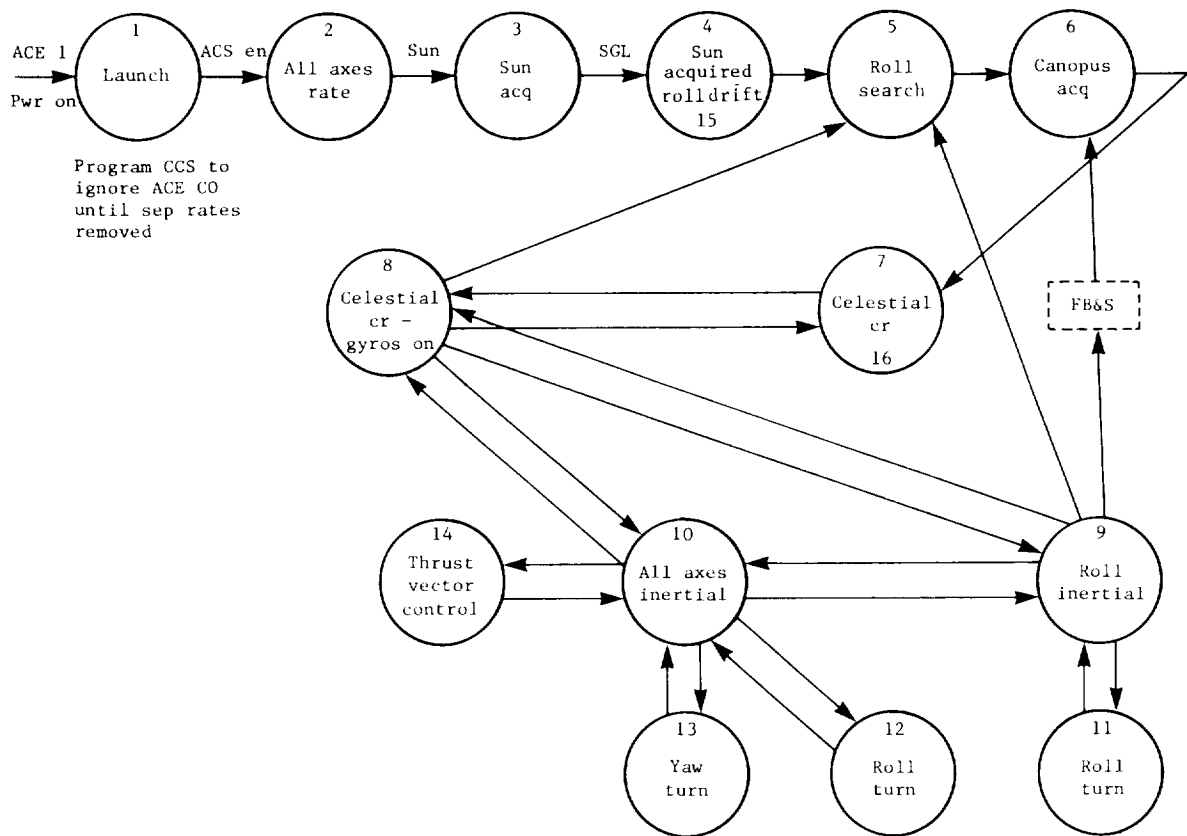 ACE 1
Pwr on
1
Launch
ACS en
2
All axes
rate
Sun
3
Sun
acq
SGL
4
Sun
acquired
roll drift
15
5
Roll
search
6
Canopus
acq
Program CCS to
ignore ACE CO
until sep rates
removed
8
Celestial
cr –
gyros on
7
Celestial
cr
16
FB&S
14
Thrust
vector
control
10
All axes
inertial
9
Roll
inertial
13
Yaw
turn
12
Roll
turn
11
Roll
turn